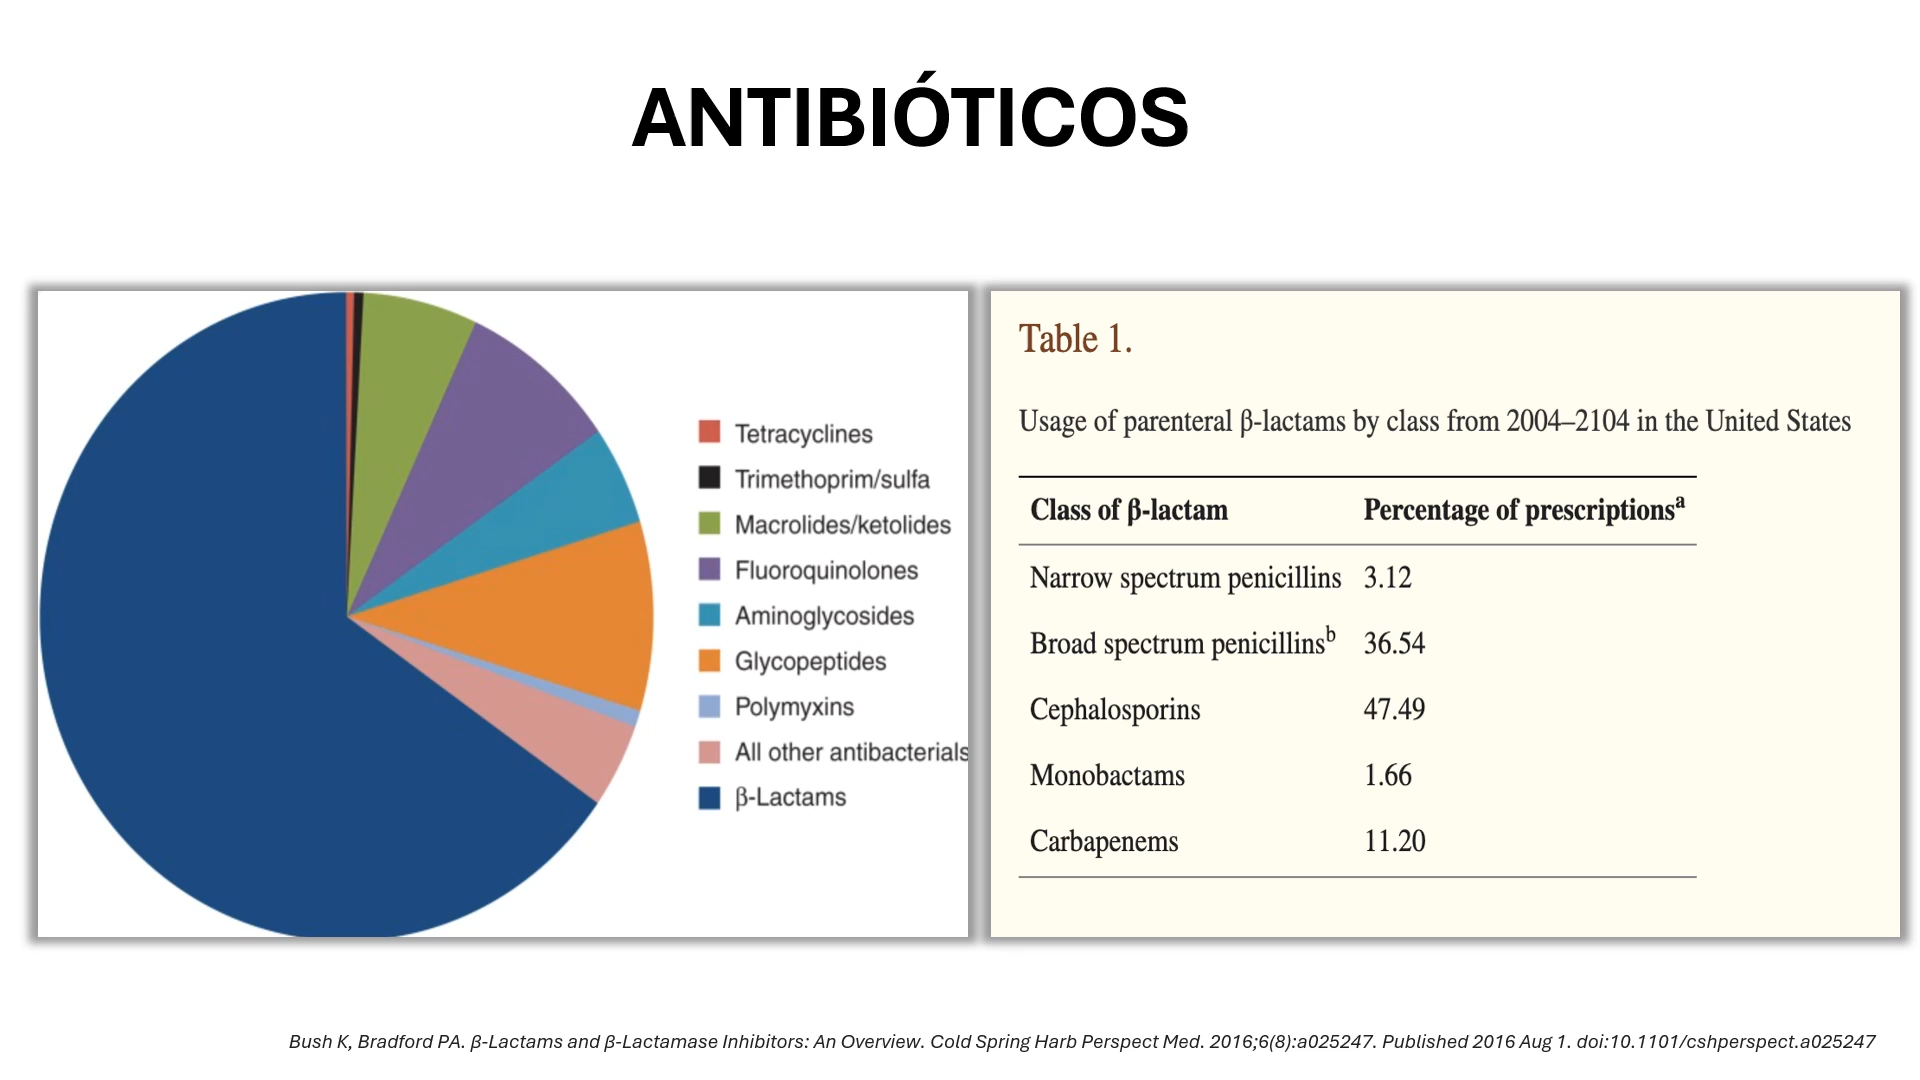 ANTIBIÓTICOS
Tetracyclines
Trimethoprim/sulfa
Macrolides/ketolides
Fluoroquinolones
Aminoglycosides
Glycopeptides
Polymyxins
All other antibacterials
β-Lactams
Table 1.
Usage of parenteral β-lactams by class from 2004–2104 in the United States
Class of β-lactam Percentage of prescriptionsᵃ
Narrow spectrum penicillins 3.12
Broad spectrum penicillinsᵇ 36.54
Cephalosporins 47.49
Monobactams 1.66
Carbapenems 11.20
Bush K, Bradford PA. β-Lactams and β-Lactamase Inhibitors: An Overview. Cold Spring Harb Perspect Med. 2016;6(8):a025247. Published 2016 Aug 1. doi:10.1101/cshperspect.a025247